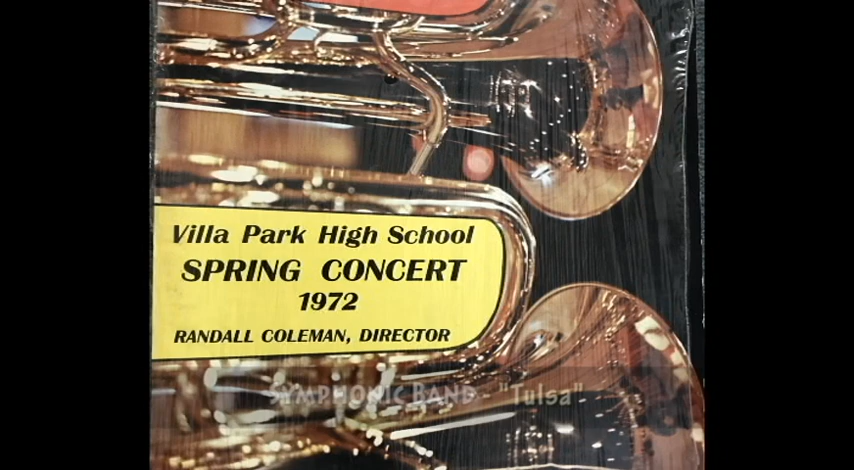 Villa Park High School
SPRING CONCERT
1972
RANDALL COLEMAN, DIRECTOR
Symphonic Band - "Tulsa"